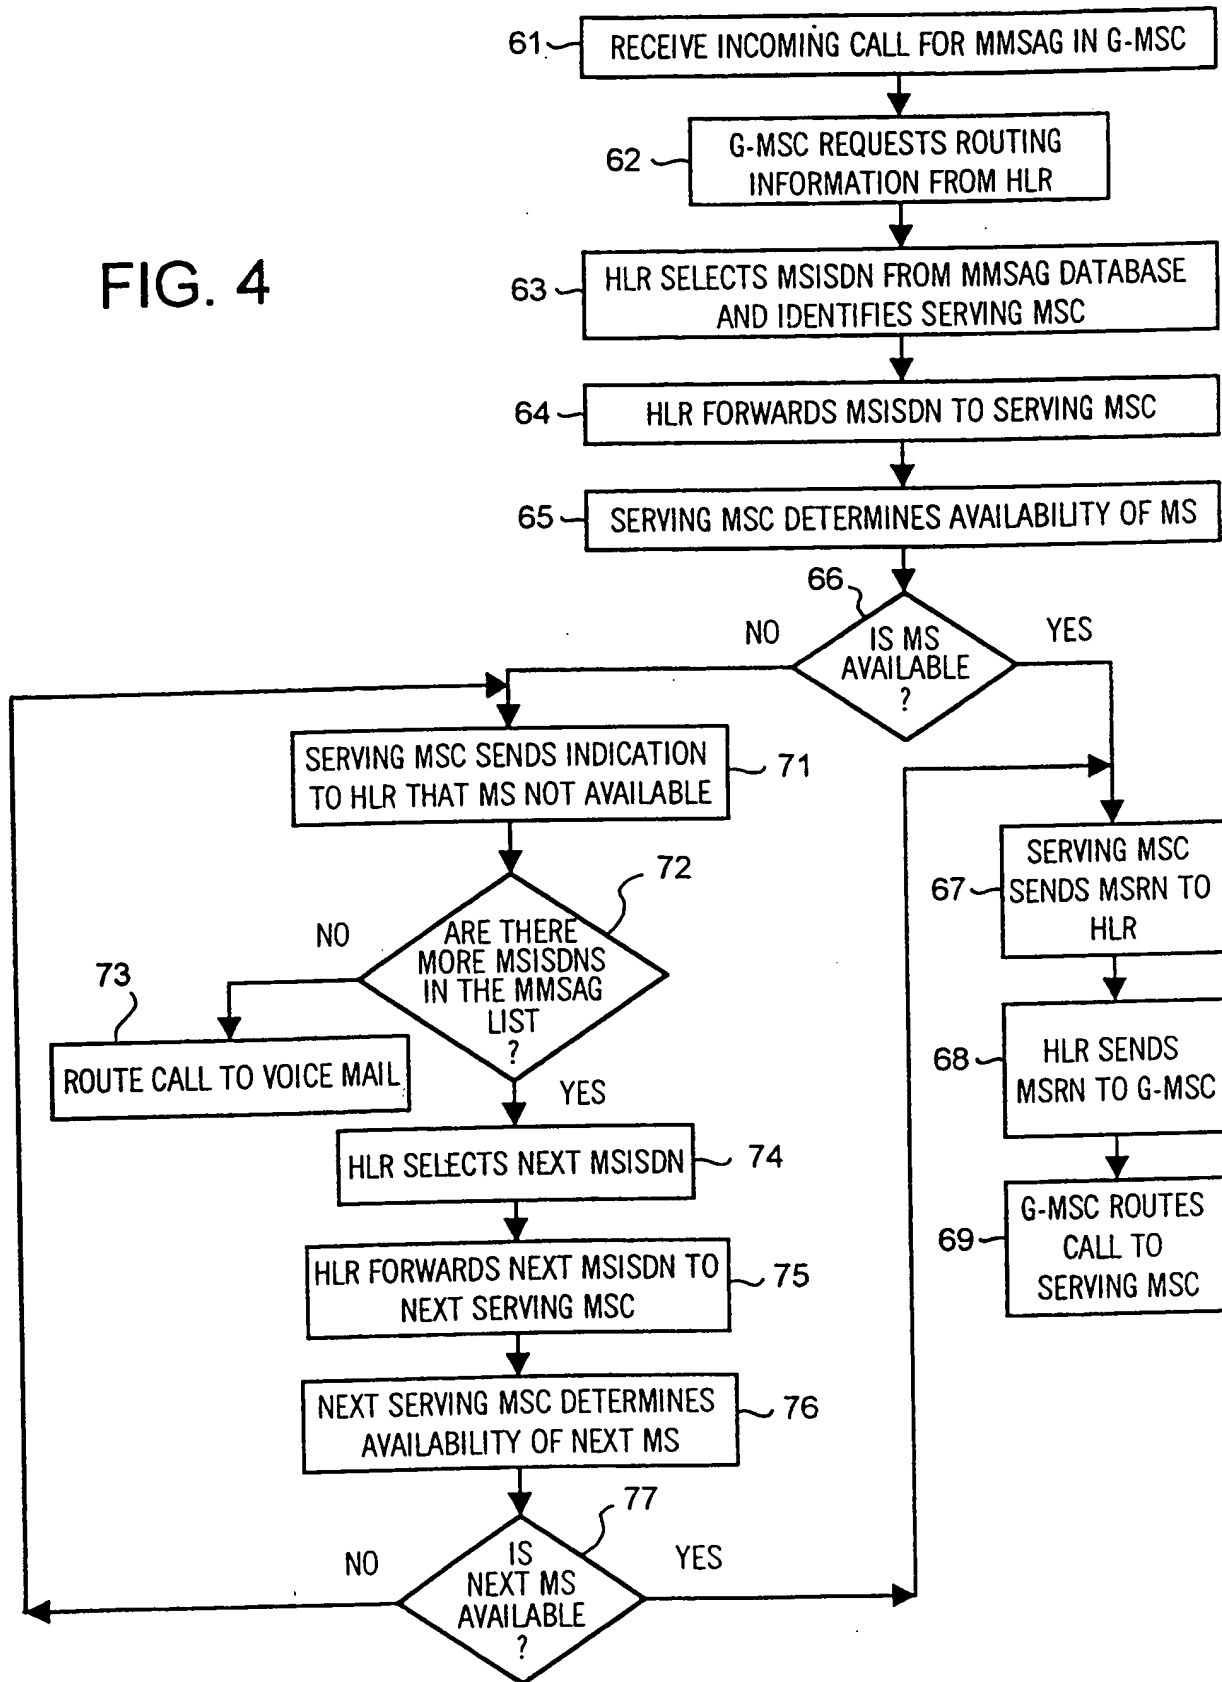 61
RECEIVE INCOMING CALL FOR MMSAG IN G-MSC
62
G-MSC REQUESTS ROUTING
INFORMATION FROM HLR
FIG. 4
63
HLR SELECTS MSISDN FROM MMSAG DATABASE
AND IDENTIFIES SERVING MSC
64
HLR FORWARDS MSISDN TO SERVING MSC
65
SERVING MSC DETERMINES AVAILABILITY OF MS
66
NO
YES
IS MS
AVAILABLE
?
SERVING MSC SENDS INDICATION
TO HLR THAT MS NOT AVAILABLE
71
72
NO
ARE THERE
MORE MSISDNS
IN THE MMSAG
LIST
?
73
ROUTE CALL TO VOICE MAIL
YES
HLR SELECTS NEXT MSISDN
74
HLR FORWARDS NEXT MSISDN TO
NEXT SERVING MSC
75
NEXT SERVING MSC DETERMINES
AVAILABILITY OF NEXT MS
76
77
NO
YES
IS
NEXT MS
AVAILABLE
?
67
SERVING MSC
SENDS MSRN TO
HLR
68
HLR SENDS
MSRN TO G-MSC
69
G-MSC ROUTES
CALL TO
SERVING MSC